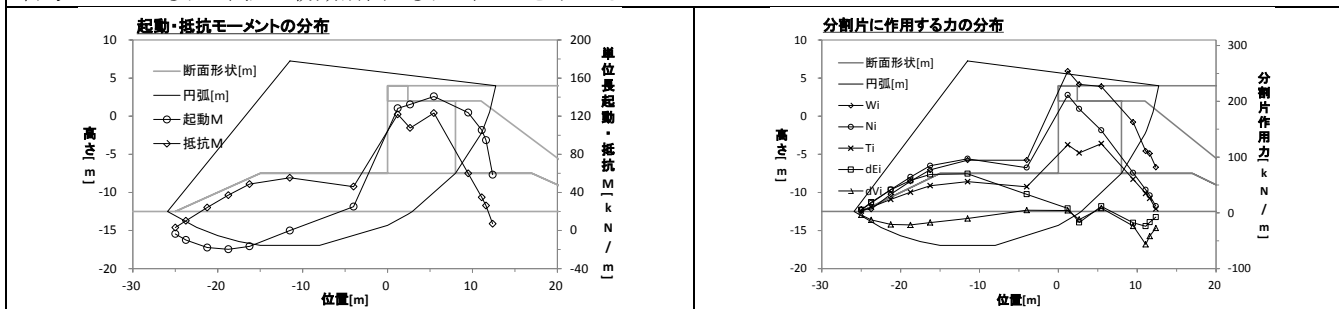 起動・抵抗モーメントの分布
10
5
0
-5
-10
-15
-20
高さ[m]
断面形状[m]
円弧[m]
起動M
抵抗M
200
160
120
80
40
0
-40
単位長起動・抵抗M[kN/m]
-30
-20
-10
0
10
20
位置[m]
分割片に作用する力の分布
10
5
0
-5
-10
-15
-20
高さ[m]
断面形状[m]
円弧[m]
Wi
Ni
Ti
dEi
dVi
300
200
100
0
-100
分割片作用力[kN/m]
-30
-20
-10
0
10
20
位置[m]